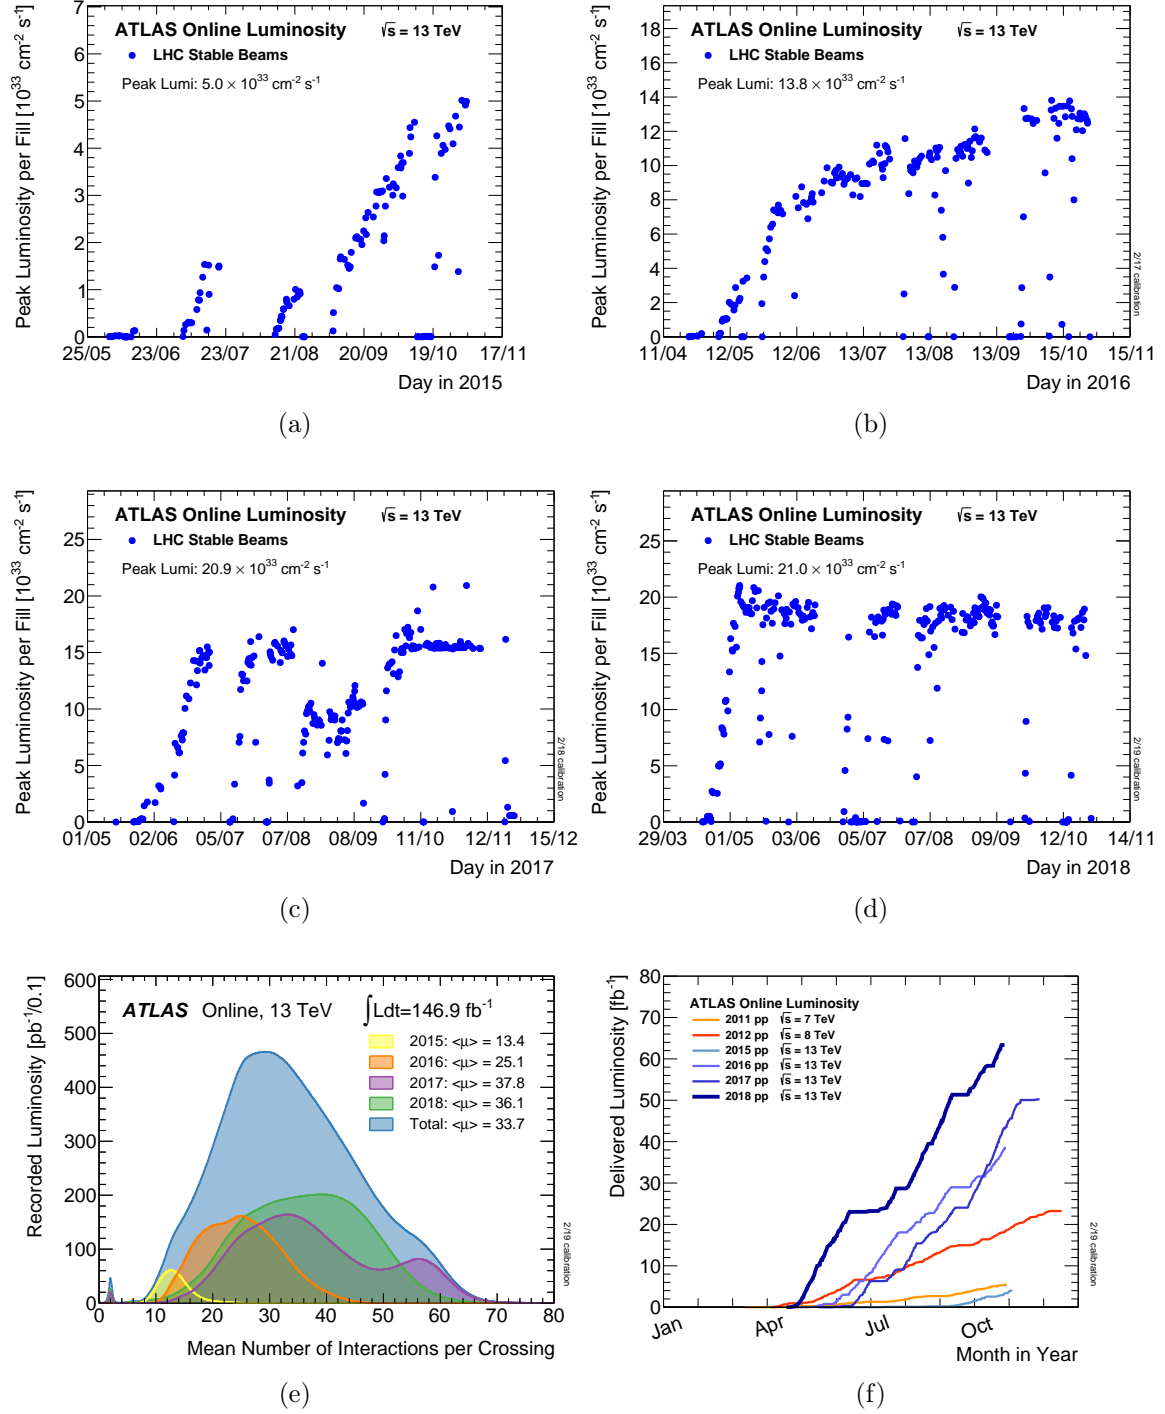 ATLAS Online Luminosity √s = 13 TeV
LHC Stable Beams
Peak Lumi: 5.0 × 10³³ cm⁻² s⁻¹
Peak Luminosity per Fill [10³³ cm⁻² s⁻¹]
7
6
5
4
3
2
1
0
25/05 23/06 23/07 21/08 20/09 19/10 17/11
Day in 2015
(a)
ATLAS Online Luminosity √s = 13 TeV
LHC Stable Beams
Peak Lumi: 13.8 × 10³³ cm⁻² s⁻¹
Peak Luminosity per Fill [10³³ cm⁻² s⁻¹]
18
16
14
12
10
8
6
4
2
0
11/04 12/05 12/06 13/07 13/08 13/09 15/10 15/11
Day in 2016
2/17 calibration
(b)
ATLAS Online Luminosity √s = 13 TeV
LHC Stable Beams
Peak Lumi: 20.9 × 10³³ cm⁻² s⁻¹
Peak Luminosity per Fill [10³³ cm⁻² s⁻¹]
25
20
15
10
5
0
01/05 02/06 05/07 07/08 08/09 11/10 12/11 15/12
Day in 2017
2/18 calibration
(c)
ATLAS Online Luminosity √s = 13 TeV
LHC Stable Beams
Peak Lumi: 21.0 × 10³³ cm⁻² s⁻¹
Peak Luminosity per Fill [10³³ cm⁻² s⁻¹]
25
20
15
10
5
0
29/03 01/05 03/06 05/07 07/08 09/09 12/10 14/11
Day in 2018
2/19 calibration
(d)
ATLAS Online, 13 TeV ∫Ldt=146.9 fb⁻¹
2015: <μ> = 13.4
2016: <μ> = 25.1
2017: <μ> = 37.8
2018: <μ> = 36.1
Total: <μ> = 33.7
Recorded Luminosity [pb⁻¹/0.1]
600
500
400
300
200
100
0
0 10 20 30 40 50 60 70 80
Mean Number of Interactions per Crossing
2/19 calibration
(e)
ATLAS Online Luminosity
2011 pp √s = 7 TeV
2012 pp √s = 8 TeV
2015 pp √s = 13 TeV
2016 pp √s = 13 TeV
2017 pp √s = 13 TeV
2018 pp √s = 13 TeV
Delivered Luminosity [fb⁻¹]
80
70
60
50
40
30
20
10
0
Jan Apr Jul Oct
Month in Year
2/19 calibration
(f)